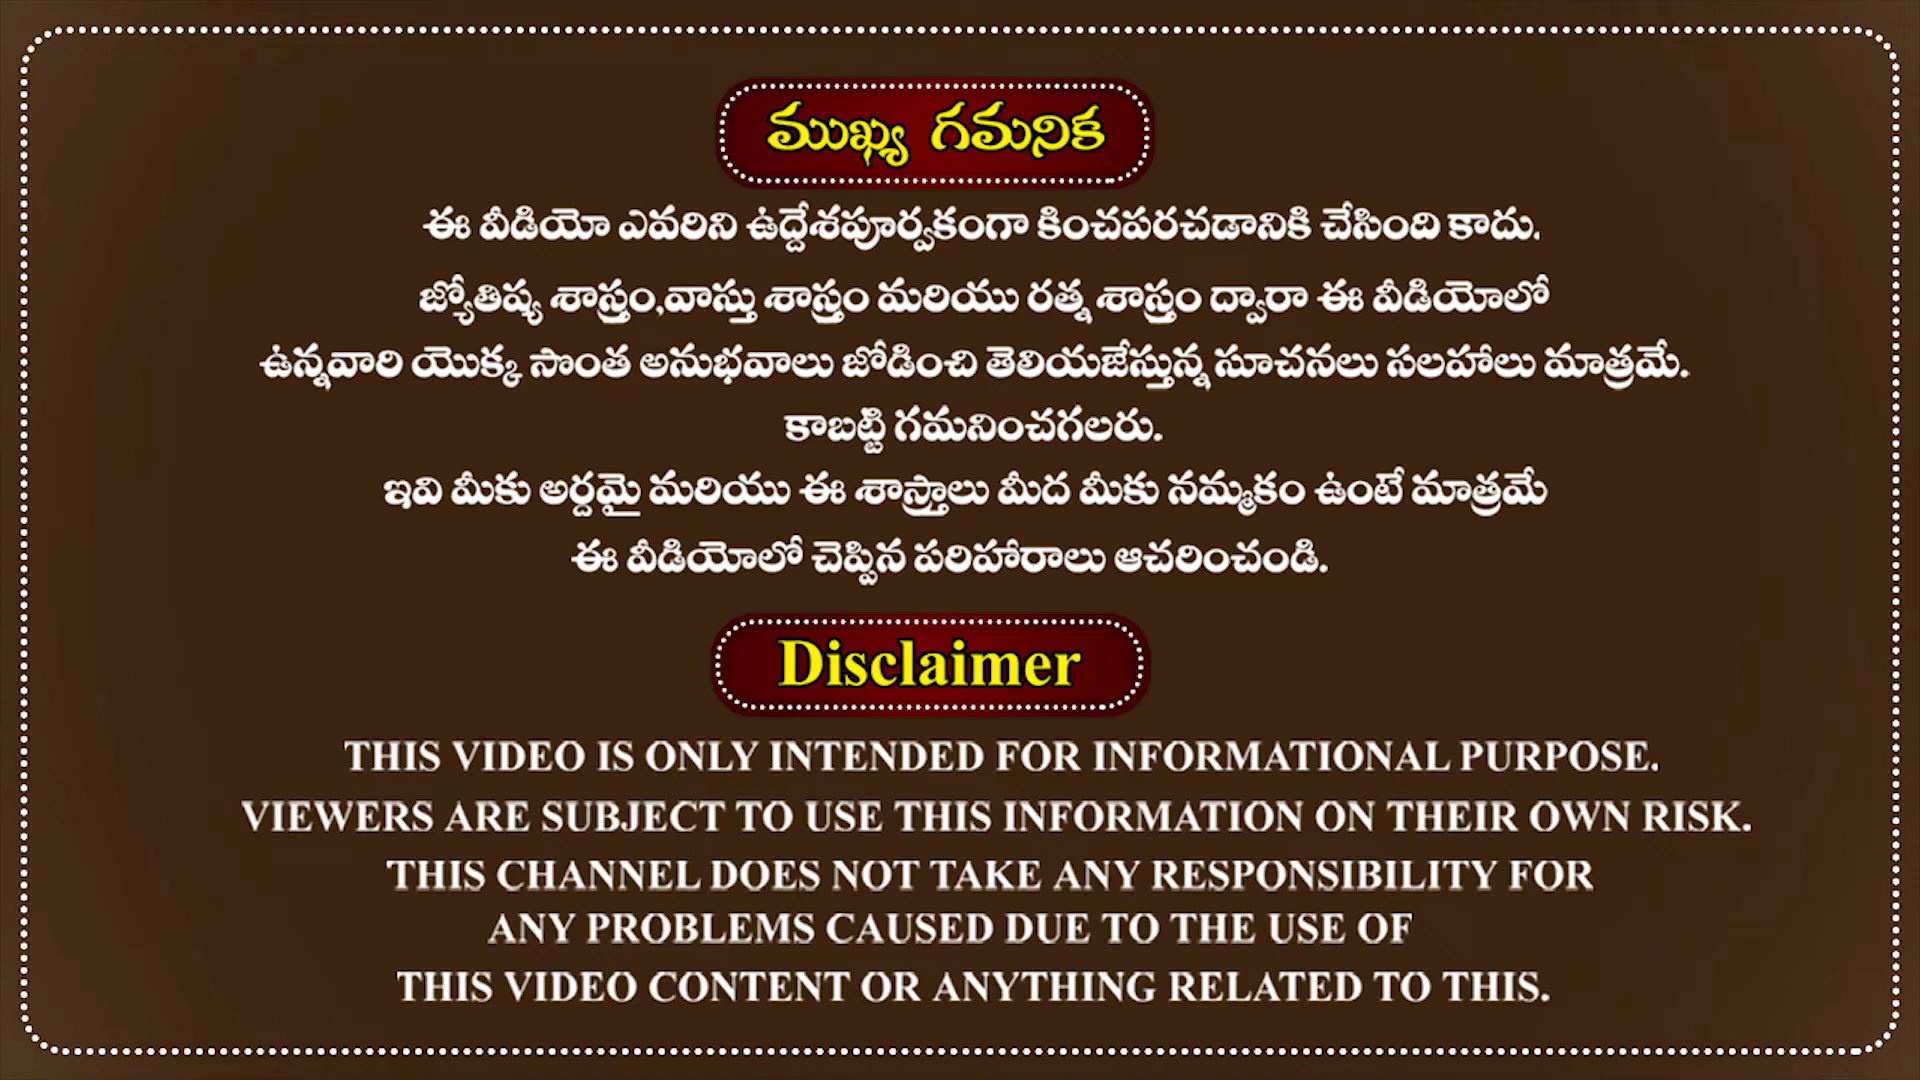 ముఖ్య గమనిక
ఈ వీడియో ఎవరిని ఉద్దేశపూర్వకంగా కించపరచడానికి చేసింది కాదు.
జ్యోతిష్య శాస్త్రం,వాస్తు శాస్త్రం మరియు రత్న శాస్త్రం ద్వారా ఈ వీడియోలో
ఉన్నవారి యొక్క సొంత అనుభవాలు జోడించి తెలియజేస్తున్న సూచనలు సలహాలు మాత్రమే.
కాబట్టి గమనించగలరు.
ఇవి మీకు అర్దమై మరియు ఈ శాస్త్రాలు మీద మీకు నమ్మకం ఉంటే మాత్రమే
ఈ వీడియోలో చెప్పిన పరిహారాలు ఆచరించండి.
Disclaimer
THIS VIDEO IS ONLY INTENDED FOR INFORMATIONAL PURPOSE.
VIEWERS ARE SUBJECT TO USE THIS INFORMATION ON THEIR OWN RISK.
THIS CHANNEL DOES NOT TAKE ANY RESPONSIBILITY FOR
ANY PROBLEMS CAUSED DUE TO THE USE OF
THIS VIDEO CONTENT OR ANYTHING RELATED TO THIS.